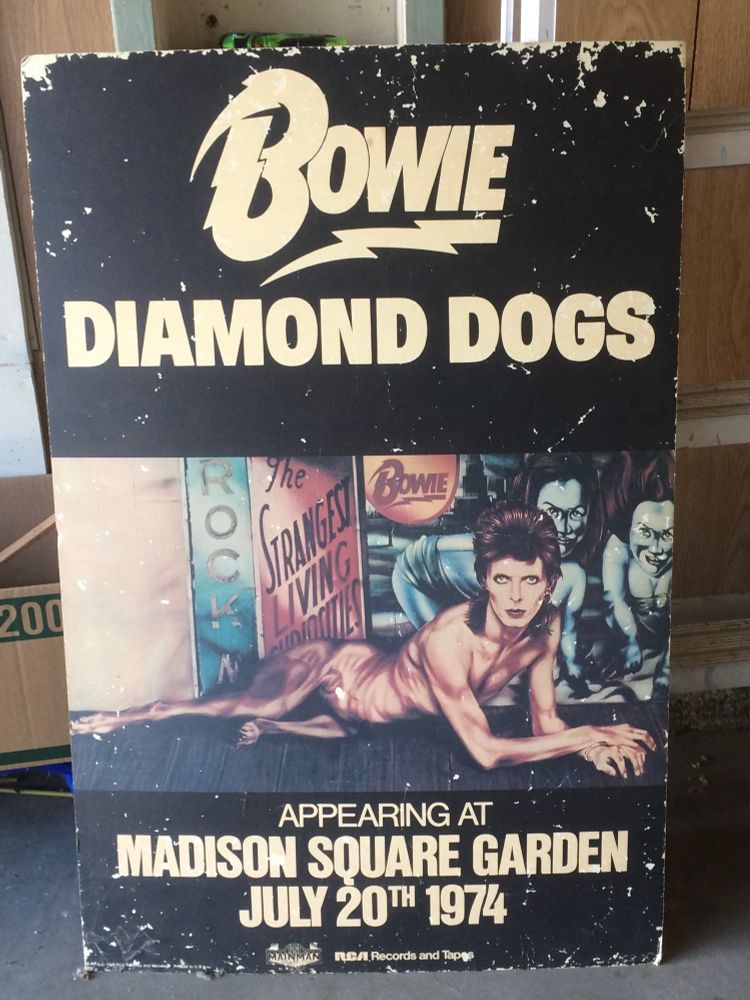 BOWIE
DIAMOND DOGS
ROCK N
The
STRANGEST
LIVING
CURIOSITIES
BOWIE
200
APPEARING AT
MADISON SQUARE GARDEN
JULY 20TH 1974
MAINMAN
RCA Records and Tapes